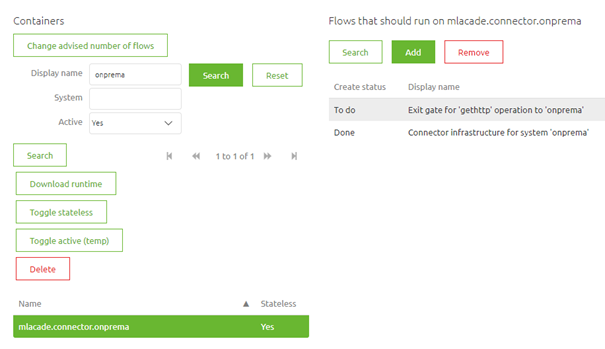 Containers
Change advised number of flows
Display name onprema Search Reset
System
Active Yes
Search 1 to 1 of 1
Download runtime
Toggle stateless
Toggle active (temp)
Delete
Name Stateless
mlacade.connector.onprema Yes
Flows that should run on mlacade.connector.onprema
Search Add Remove
Create status Display name
To do Exit gate for 'gethttp' operation to 'onprema'
Done Connector infrastructure for system 'onprema'